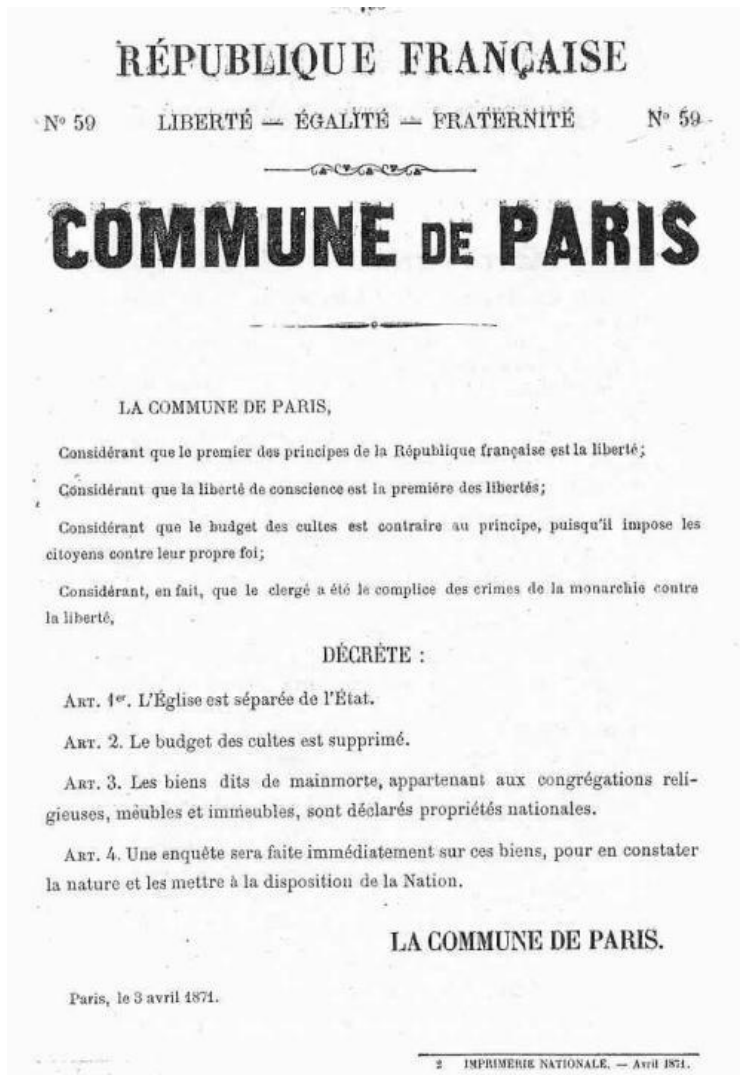 RÉPUBLIQUE FRANÇAISE
N° 59 LIBERTÉ — ÉGALITÉ — FRATERNITÉ N° 59
COMMUNE DE PARIS
LA COMMUNE DE PARIS,
Considérant que le premier des principes de la République française est la liberté;
Considérant que la liberté de conscience est la première des libertés;
Considérant que le budget des cultes est contraire au principe, puisqu'il impose les
citoyens contre leur propre foi;
Considérant, en fait, que le clergé a été le complice des crimes de la monarchie contre
la liberté,
DÉCRÈTE :
ART. 1er. L'Église est séparée de l'État.
ART. 2. Le budget des cultes est supprimé.
ART. 3. Les biens dits de mainmorte, appartenant aux congrégations reli-
gieuses, meubles et immeubles, sont déclarés propriétés nationales.
ART. 4. Une enquête sera faite immédiatement sur ces biens, pour en constater
la nature et les mettre à la disposition de la Nation.
LA COMMUNE DE PARIS.
Paris, le 3 avril 1871.
2 IMPRIMERIE NATIONALE. — Avril 1871.